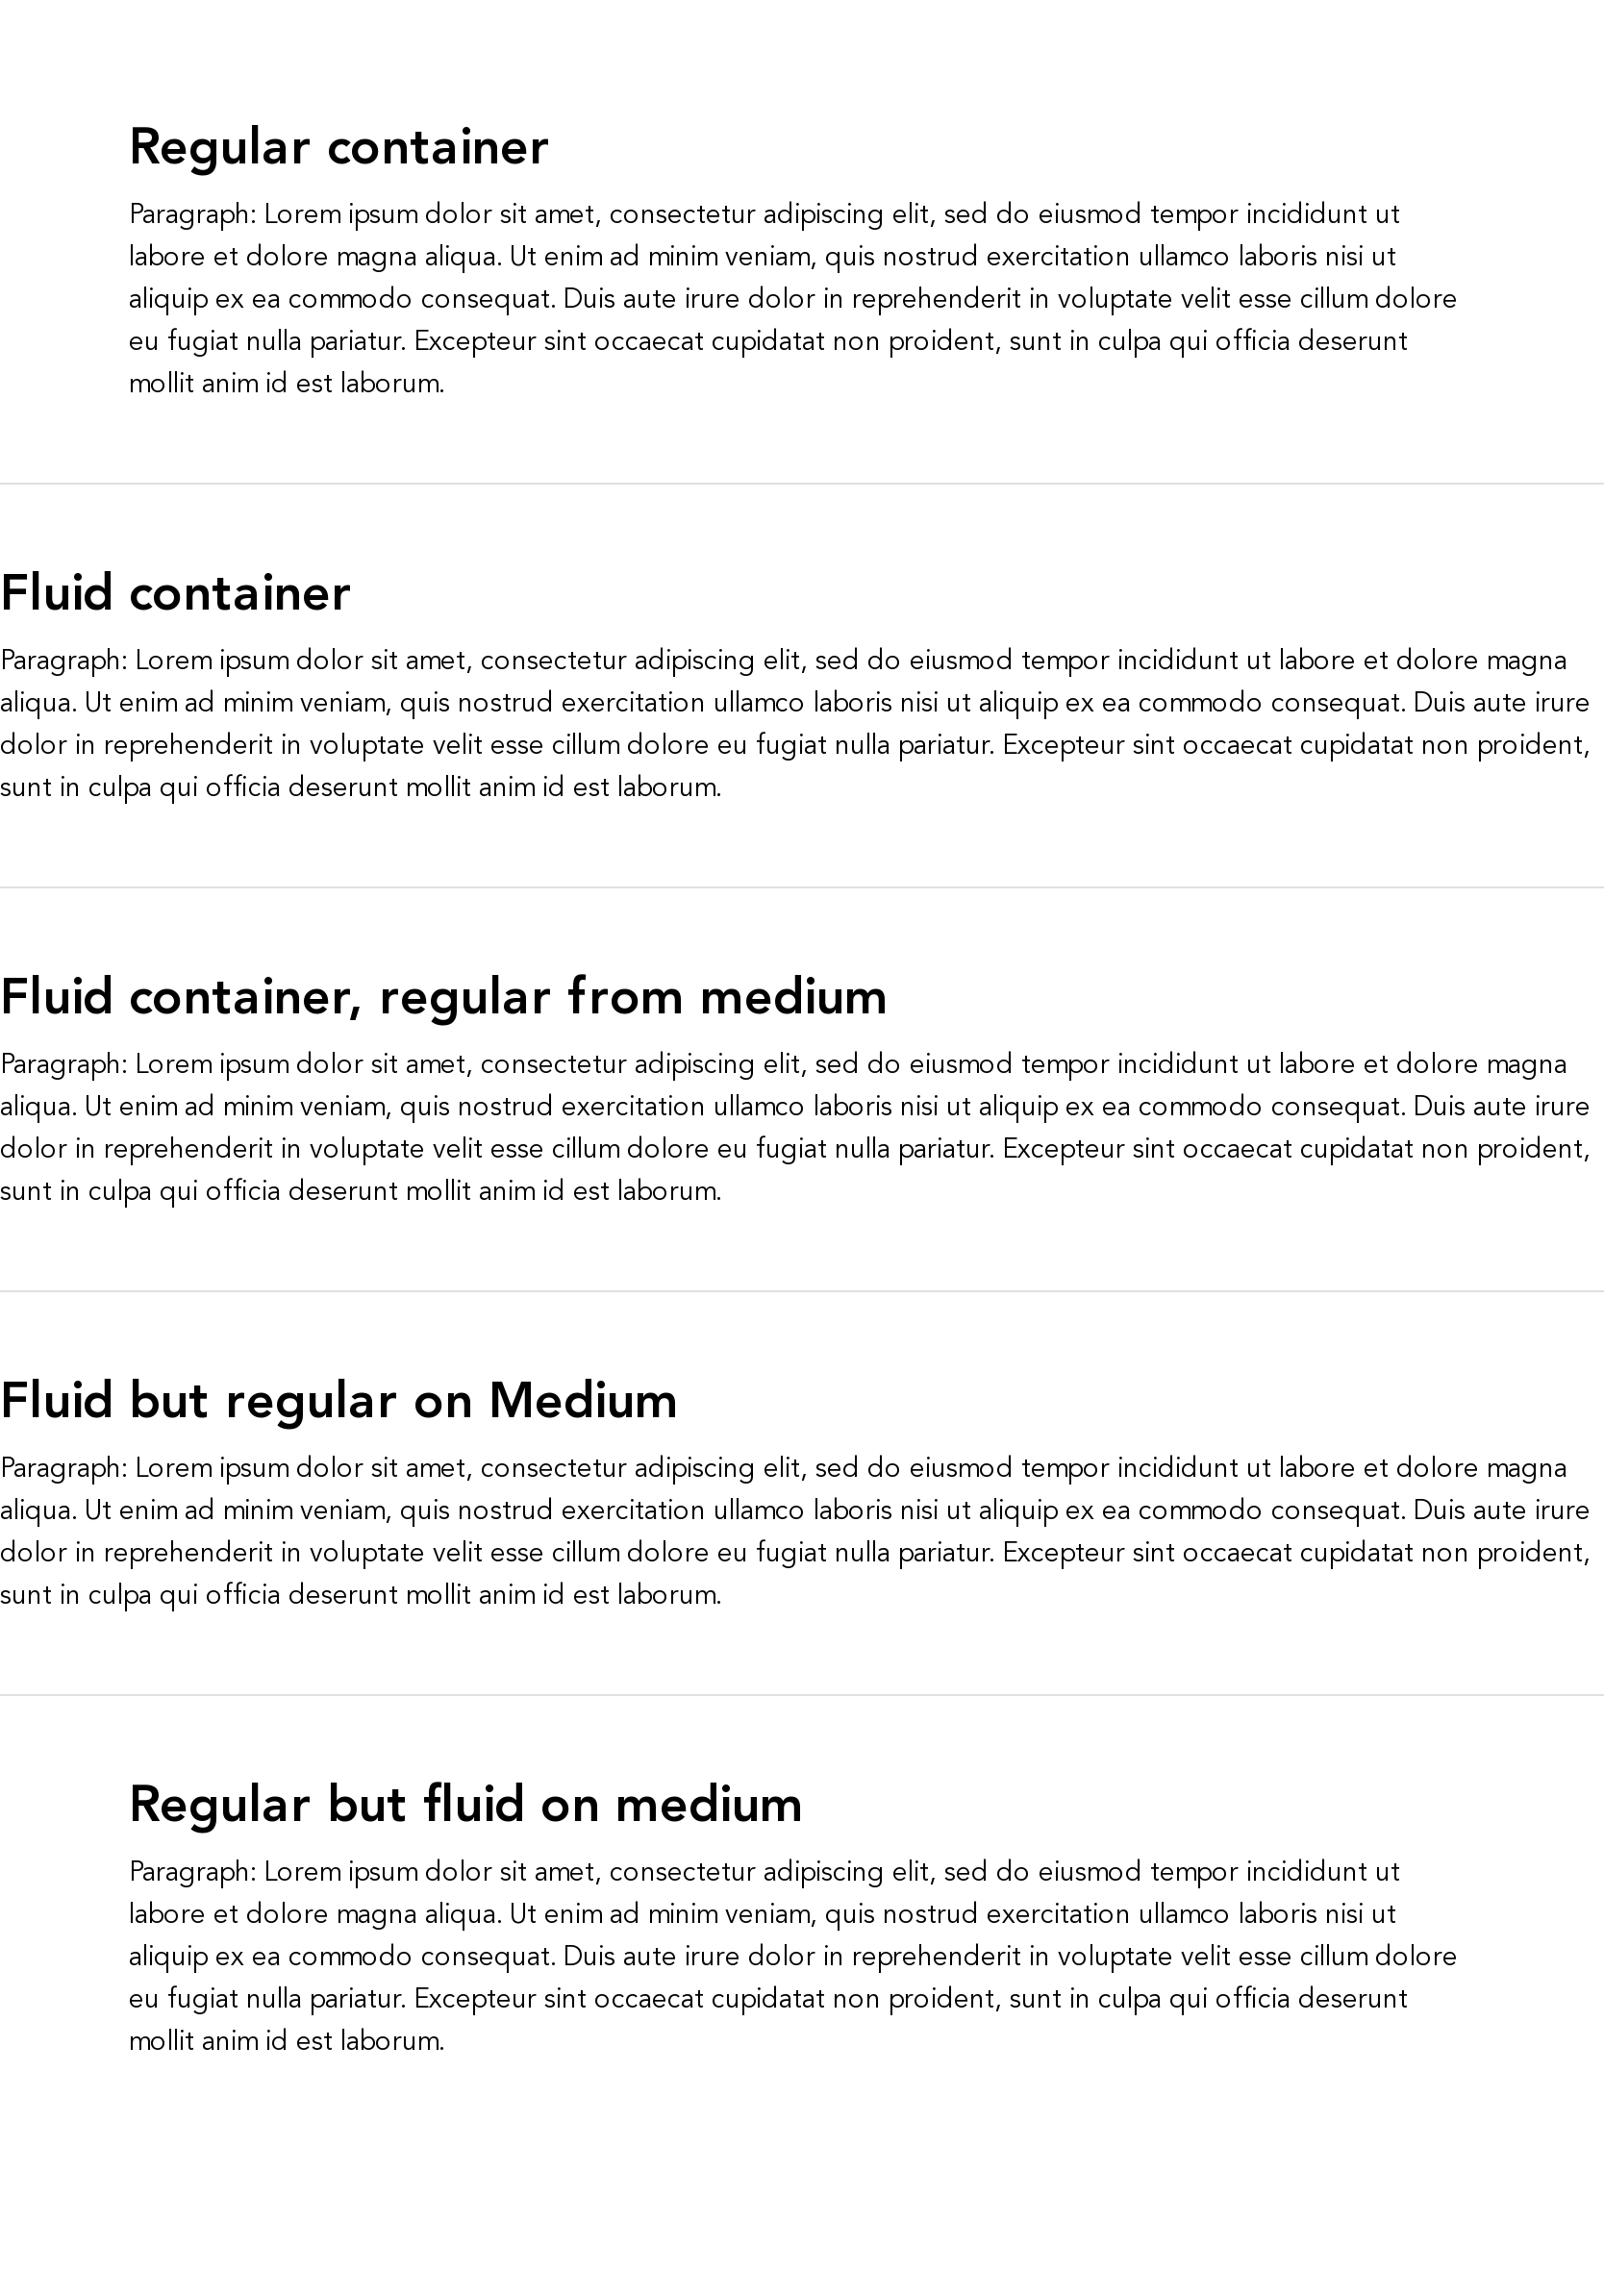 Regular container
Paragraph: Lorem ipsum dolor sit amet, consectetur adipiscing elit, sed do eiusmod tempor incididunt ut
labore et dolore magna aliqua. Ut enim ad minim veniam, quis nostrud exercitation ullamco laboris nisi ut
aliquip ex ea commodo consequat. Duis aute irure dolor in reprehenderit in voluptate velit esse cillum dolore
eu fugiat nulla pariatur. Excepteur sint occaecat cupidatat non proident, sunt in culpa qui officia deserunt
mollit anim id est laborum.
Fluid container
Paragraph: Lorem ipsum dolor sit amet, consectetur adipiscing elit, sed do eiusmod tempor incididunt ut labore et dolore magna
aliqua. Ut enim ad minim veniam, quis nostrud exercitation ullamco laboris nisi ut aliquip ex ea commodo consequat. Duis aute irure
dolor in reprehenderit in voluptate velit esse cillum dolore eu fugiat nulla pariatur. Excepteur sint occaecat cupidatat non proident,
sunt in culpa qui officia deserunt mollit anim id est laborum.
Fluid container, regular from medium
Paragraph: Lorem ipsum dolor sit amet, consectetur adipiscing elit, sed do eiusmod tempor incididunt ut labore et dolore magna
aliqua. Ut enim ad minim veniam, quis nostrud exercitation ullamco laboris nisi ut aliquip ex ea commodo consequat. Duis aute irure
dolor in reprehenderit in voluptate velit esse cillum dolore eu fugiat nulla pariatur. Excepteur sint occaecat cupidatat non proident,
sunt in culpa qui officia deserunt mollit anim id est laborum.
Fluid but regular on Medium
Paragraph: Lorem ipsum dolor sit amet, consectetur adipiscing elit, sed do eiusmod tempor incididunt ut labore et dolore magna
aliqua. Ut enim ad minim veniam, quis nostrud exercitation ullamco laboris nisi ut aliquip ex ea commodo consequat. Duis aute irure
dolor in reprehenderit in voluptate velit esse cillum dolore eu fugiat nulla pariatur. Excepteur sint occaecat cupidatat non proident,
sunt in culpa qui officia deserunt mollit anim id est laborum.
Regular but fluid on medium
Paragraph: Lorem ipsum dolor sit amet, consectetur adipiscing elit, sed do eiusmod tempor incididunt ut
labore et dolore magna aliqua. Ut enim ad minim veniam, quis nostrud exercitation ullamco laboris nisi ut
aliquip ex ea commodo consequat. Duis aute irure dolor in reprehenderit in voluptate velit esse cillum dolore
eu fugiat nulla pariatur. Excepteur sint occaecat cupidatat non proident, sunt in culpa qui officia deserunt
mollit anim id est laborum.